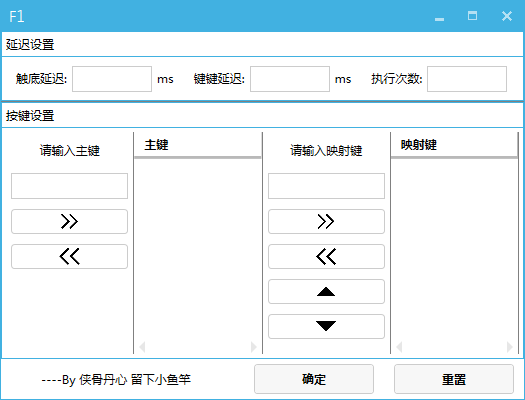 F1
延迟设置
触底延迟: ms 键键延迟: ms 执行次数:
按键设置
请输入主键 主键 请输入映射键 映射键
----By 侠骨丹心 留下小鱼竿 确定 重置